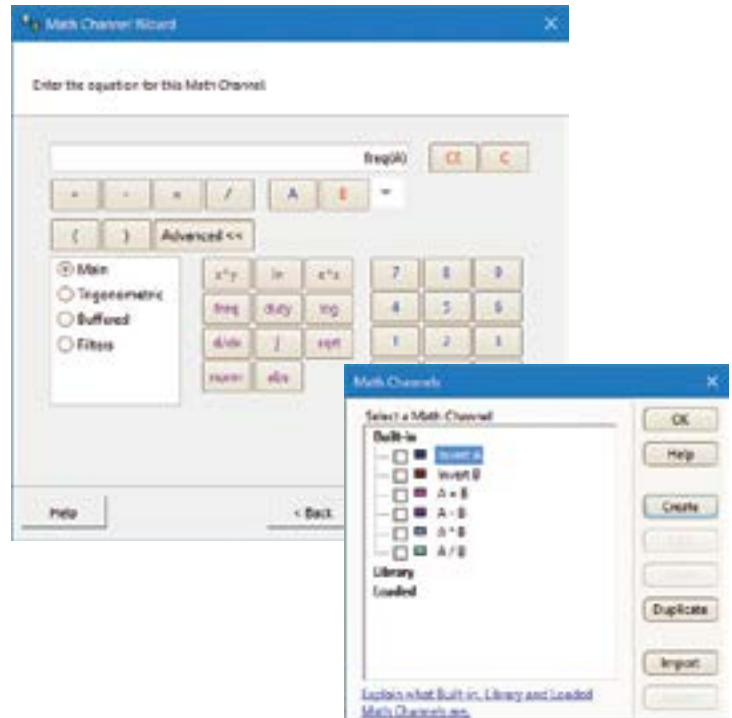 Math Channel Wizard
Enter the equation for this Math Channel
freq(A)
CE C
+ - × / A B
( ) Advanced <<
Main
Trigonometric
Buffered
Filters
x^y ln e^x
freq duty
d/dx ∫ sqrt
norm abs
7 8 9
4 5 6
1 2 3
Help
< Back
Math Channels
Select a Math Channel
Built-in
Invert A
Invert B
A + B
A - B
A * B
A / B
Library
Loaded
OK
Help
Create
Duplicate
Import
Explain what Built-in, Library and Loaded
Math Channels are.